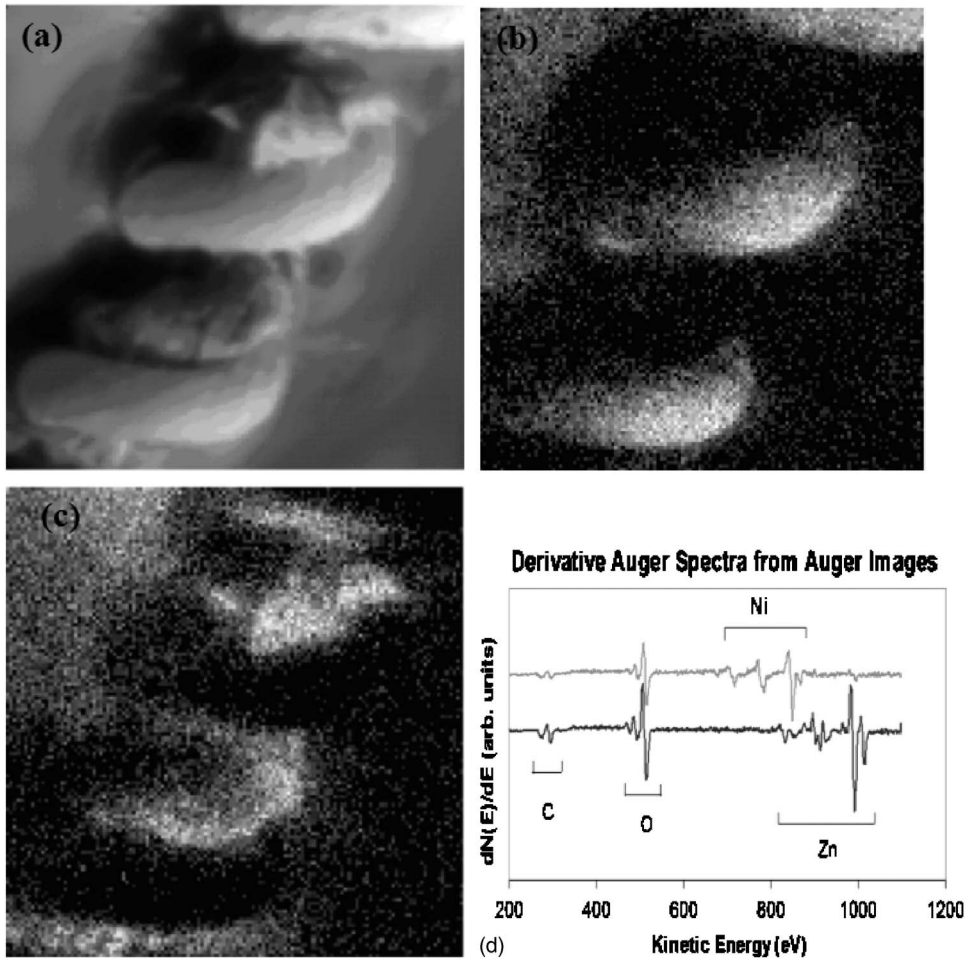 (a)
(b)
(c)
Derivative Auger Spectra from Auger Images
dN(E)/dE (arb. units)
Ni
C
O
Zn
200 400 600 800 1000 1200
(d)
Kinetic Energy (eV)